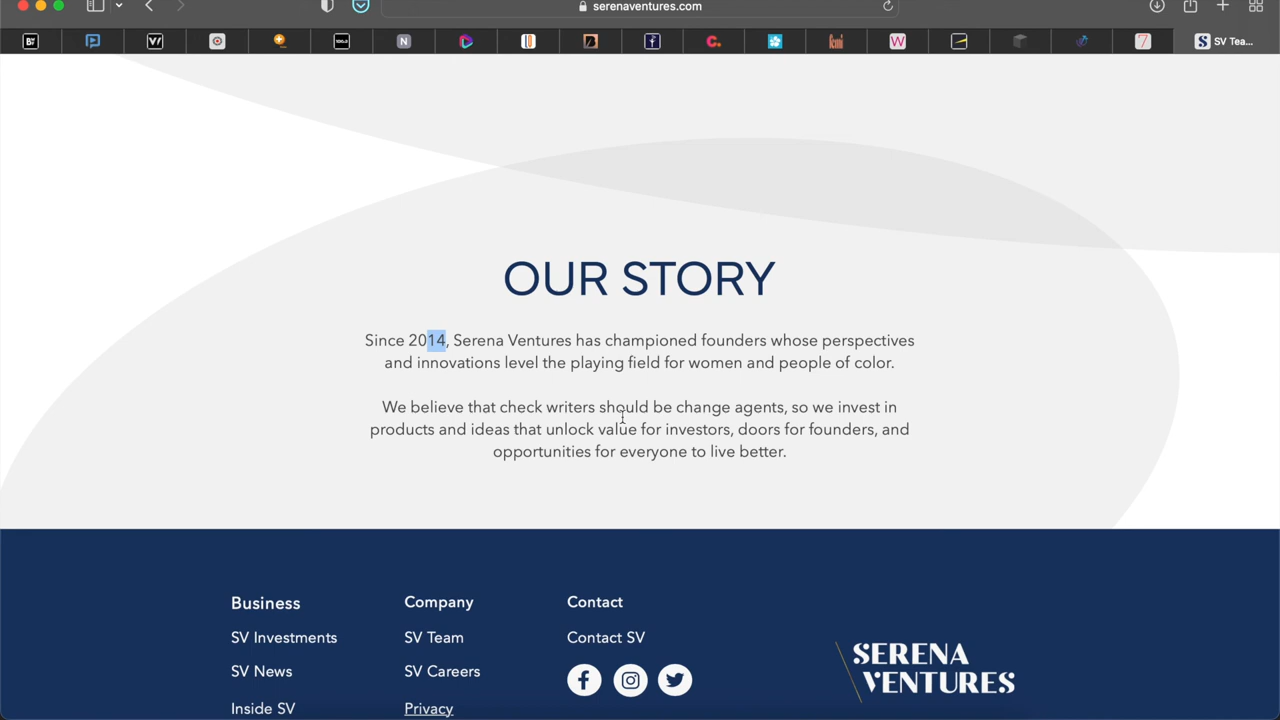 serenaventures.com
SV Tea...
OUR STORY
Since 2014, Serena Ventures has championed founders whose perspectives
and innovations level the playing field for women and people of color.
We believe that check writers should be change agents, so we invest in
products and ideas that unlock value for investors, doors for founders, and
opportunities for everyone to live better.
Business
SV Investments
SV News
Inside SV
Company
SV Team
SV Careers
Privacy
Contact
Contact SV
SERENA
VENTURES